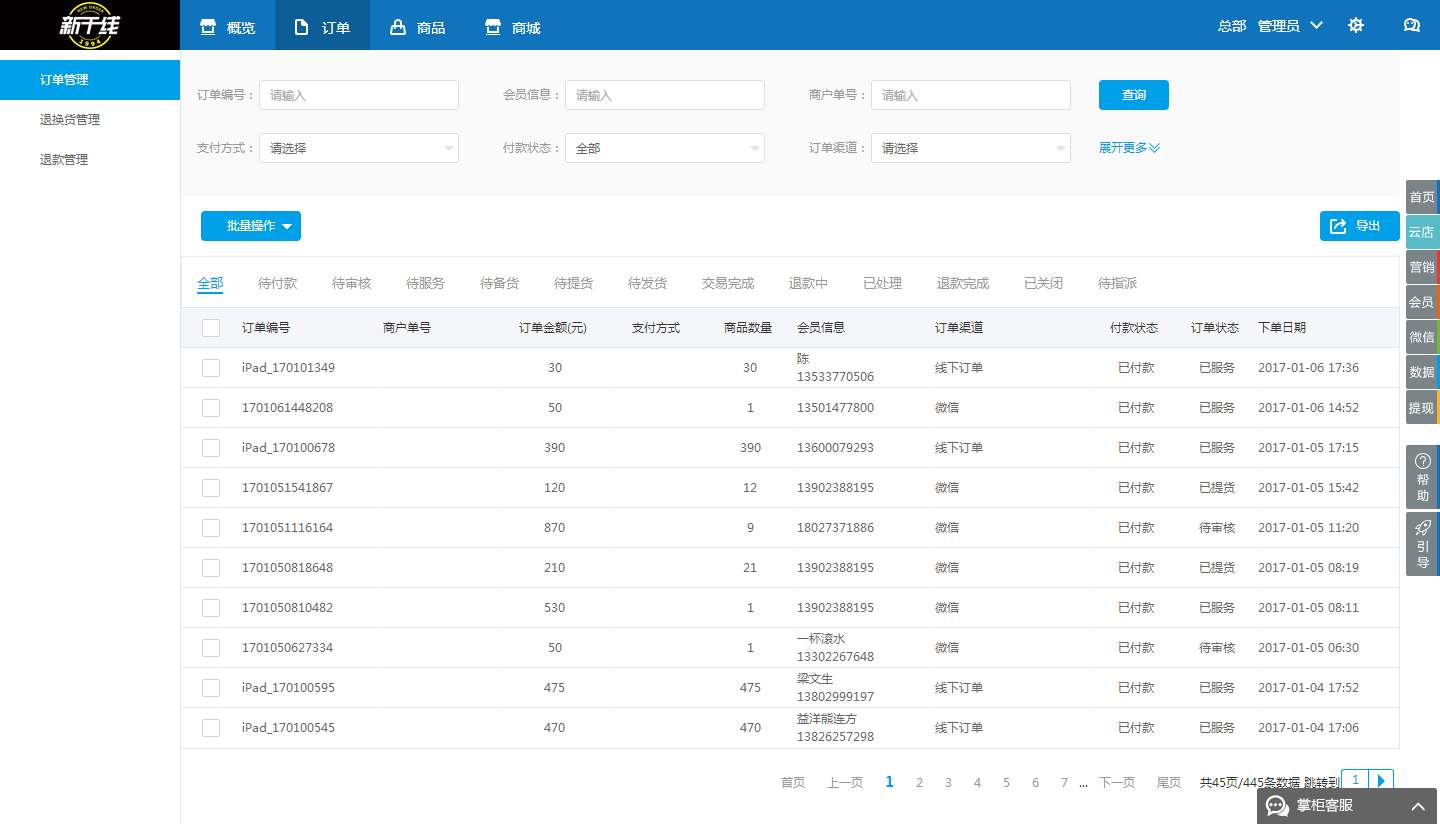 NEW ORDER
新干线
1994
概览 订单 商品 商城 总部 管理员
订单管理
退换货管理
退款管理
订单编号： 请输入 会员信息： 请输入 商户单号： 请输入 查询
支付方式： 请选择 付款状态： 全部 订单渠道： 请选择 展开更多
批量操作 导出
全部 待付款 待审核 待服务 待备货 待提货 待发货 交易完成 退款中 已处理 退款完成 已关闭 待指派
订单编号 商户单号 订单金额(元) 支付方式 商品数量 会员信息 订单渠道 付款状态 订单状态 下单日期
iPad_170101349 30 30 陈 13533770506 线下订单 已付款 已服务 2017-01-06 17:36
1701061448208 50 1 13501477800 微信 已付款 已服务 2017-01-06 14:52
iPad_170100678 390 390 13600079293 线下订单 已付款 已服务 2017-01-05 17:15
1701051541867 120 12 13902388195 微信 已付款 已提货 2017-01-05 15:42
1701051116164 870 9 18027371886 微信 已付款 待审核 2017-01-05 11:20
1701050818648 210 21 13902388195 微信 已付款 已提货 2017-01-05 08:19
1701050810482 530 1 13902388195 微信 已付款 已服务 2017-01-05 08:11
1701050627334 50 1 一杯滚水 13302267648 微信 已付款 待审核 2017-01-05 06:30
iPad_170100595 475 475 梁文生 13802999197 线下订单 已付款 已服务 2017-01-04 17:52
iPad_170100545 470 470 益洋熊连方 13826257298 线下订单 已付款 已服务 2017-01-04 17:06
首页 上一页 1 2 3 4 5 6 7 ... 下一页 尾页 共45页/445条数据 跳转到 1
首页
云店
营销
会员
微信
数据
提现
帮助
引导
掌柜客服